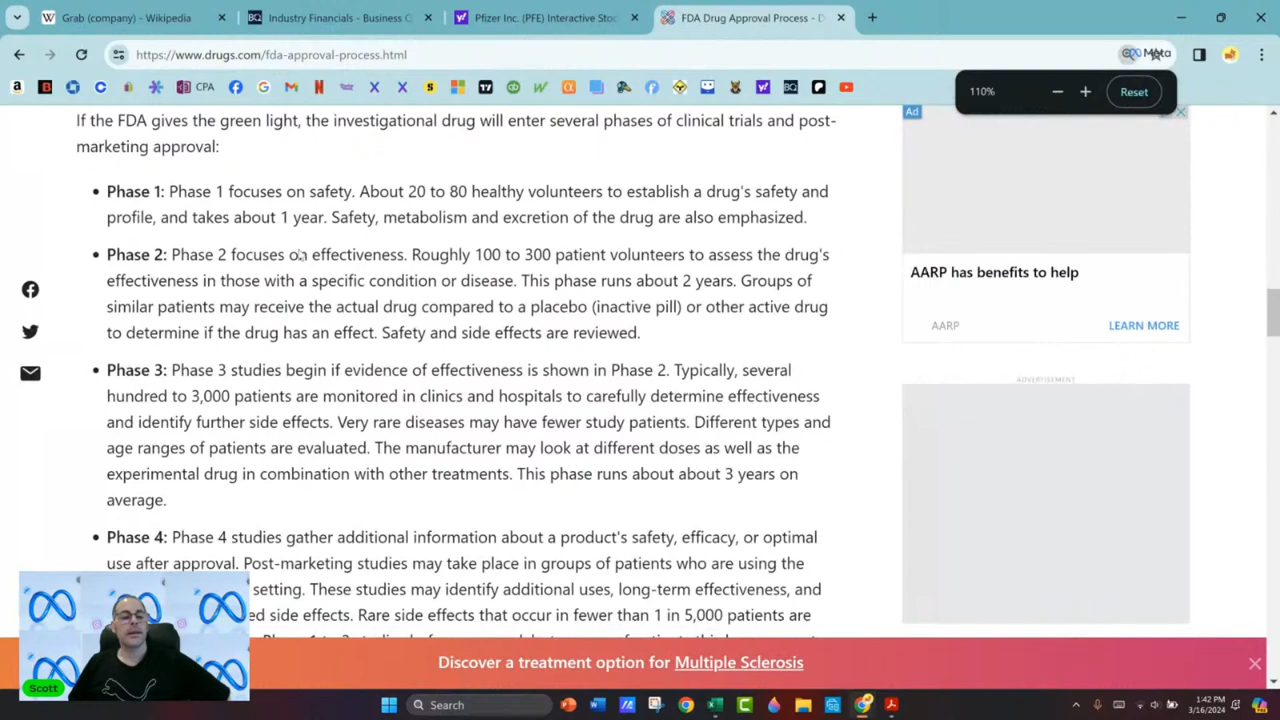 Grab (company) - Wikipedia
Industry Financials - Business Q
Pfizer Inc. (PFE) Interactive Stoc
FDA Drug Approval Process - D
https://www.drugs.com/fda-approval-process.html
Meta
CPA
110%
Reset
If the FDA gives the green light, the investigational drug will enter several phases of clinical trials and post-
marketing approval:
Phase 1: Phase 1 focuses on safety. About 20 to 80 healthy volunteers to establish a drug's safety and
profile, and takes about 1 year. Safety, metabolism and excretion of the drug are also emphasized.
Phase 2: Phase 2 focuses on effectiveness. Roughly 100 to 300 patient volunteers to assess the drug's
effectiveness in those with a specific condition or disease. This phase runs about 2 years. Groups of
similar patients may receive the actual drug compared to a placebo (inactive pill) or other active drug
to determine if the drug has an effect. Safety and side effects are reviewed.
Phase 3: Phase 3 studies begin if evidence of effectiveness is shown in Phase 2. Typically, several
hundred to 3,000 patients are monitored in clinics and hospitals to carefully determine effectiveness
and identify further side effects. Very rare diseases may have fewer study patients. Different types and
age ranges of patients are evaluated. The manufacturer may look at different doses as well as the
experimental drug in combination with other treatments. This phase runs about about 3 years on
average.
Phase 4: Phase 4 studies gather additional information about a product's safety, efficacy, or optimal
use after approval. Post-marketing studies may take place in groups of patients who are using the
setting. These studies may identify additional uses, long-term effectiveness, and
ed side effects. Rare side effects that occur in fewer than 1 in 5,000 patients are
Ad
AARP has benefits to help
AARP
LEARN MORE
ADVERTISEMENT
Discover a treatment option for Multiple Sclerosis
Scott
Search
1:42 PM
3/16/2024